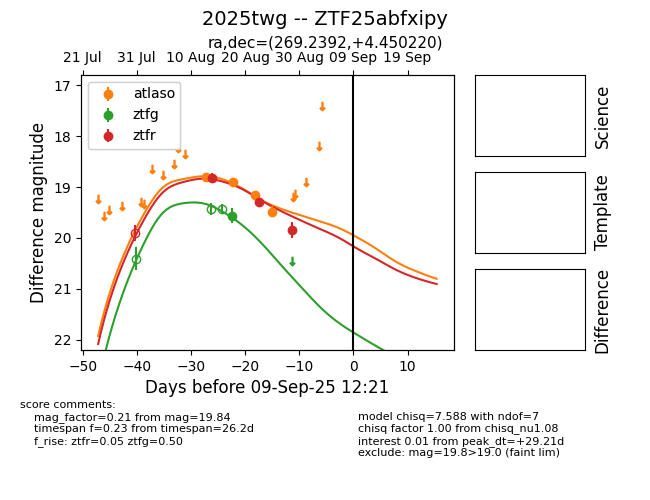 2025twg -- ZTF25abfxipy
ra,dec=(269.2392,+4.450220)
21 Jul 31 Jul 10 Aug 20 Aug 30 Aug 09 Sep 19 Sep
atlaso
ztfg
ztfr
17
18
19
20
21
22
Difference magnitude
−50 −40 −30 −20 −10 0 10
Days before 09-Sep-25 12:21
Science
Template
Difference
score comments:
mag_factor=0.21 from mag=19.84
timespan f=0.23 from timespan=26.2d
f_rise: ztfr=0.05 ztfg=0.50
model chisq=7.588 with ndof=7
chisq factor 1.00 from chisq_nu1.08
interest 0.01 from peak_dt=+29.21d
exclude: mag=19.8>19.0 (faint lim)